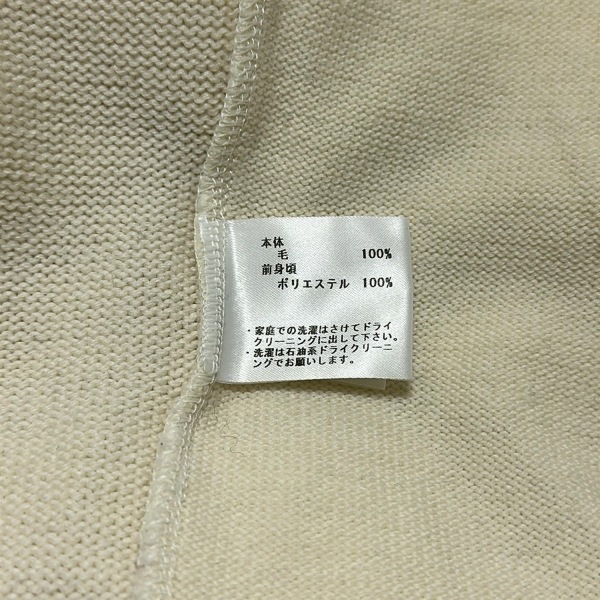 本体
毛 100%
前身頃
ポリエステル 100%
・家庭での洗濯はさけてドライ
クリーニングに出して下さい。
・洗濯は石油系ドライクリーニ
ングでお願いします。